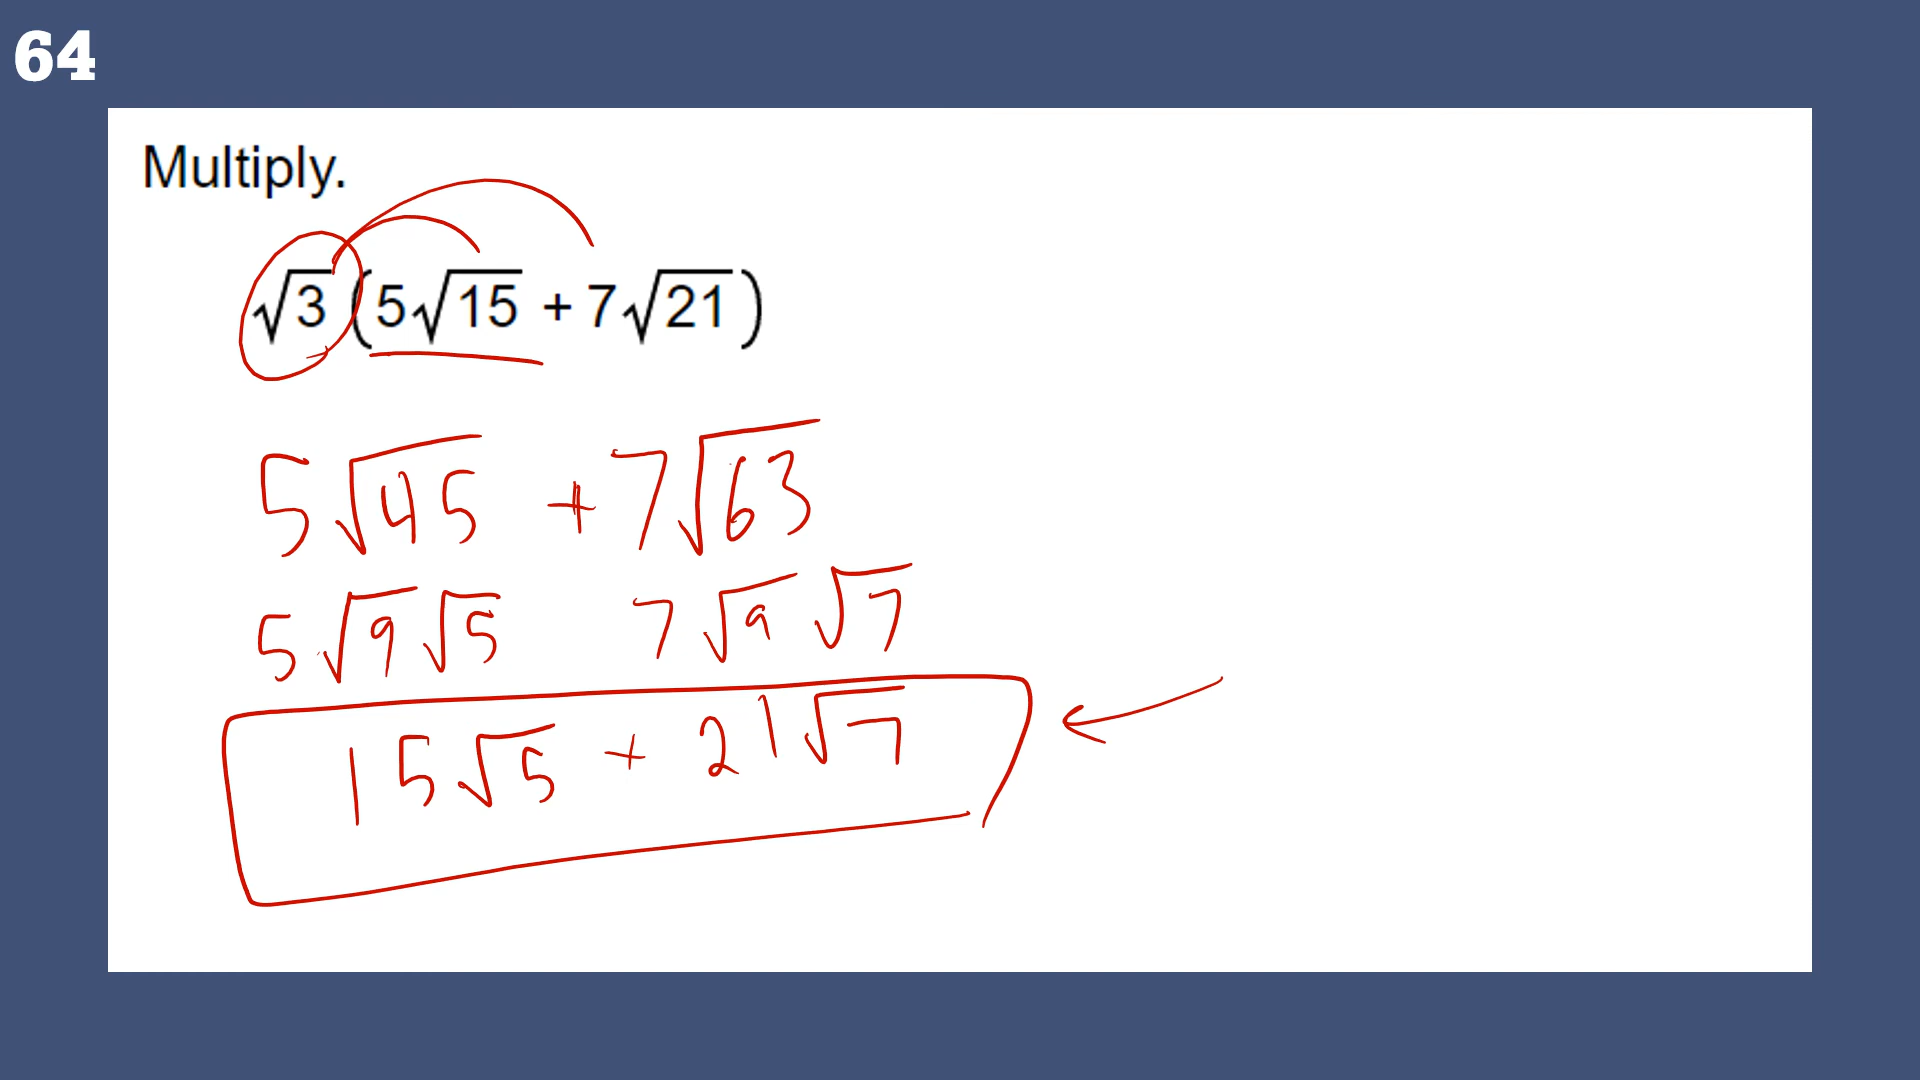 64
Multiply.
√3 (5√15 + 7√21)
5√45 + 7√63
5√9 √5 7√9 √7
15√5 + 21√7